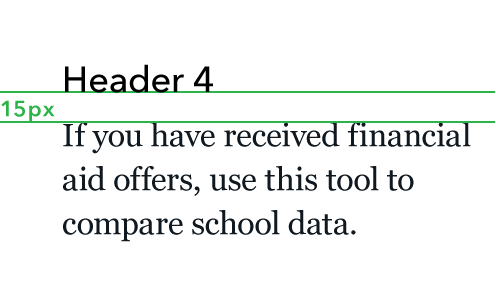 Header 4
15px
If you have received financial
aid offers, use this tool to
compare school data.